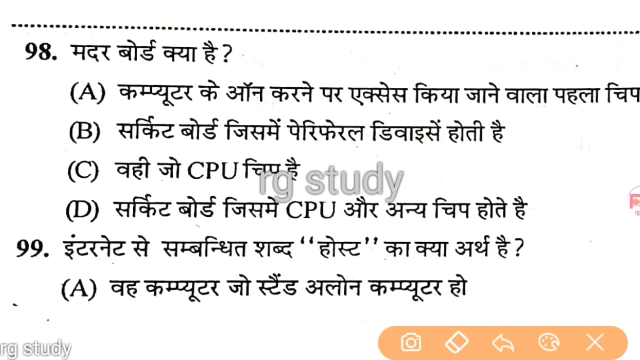 98. मदर बोर्ड क्या है?
(A) कम्प्यूटर के ऑन करने पर एक्सेस किया जाने वाला पहला चिप
(B) सर्किट बोर्ड जिसमें पेरिफेरल डिवाइसें होती है
(C) वही जो CPU चिप है
rg study
(D) सर्किट बोर्ड जिसमें CPU और अन्य चिप होते है
99. इंटरनेट से सम्बन्धित शब्द ‘‘होस्ट’’ का क्या अर्थ है?
(A) वह कम्प्यूटर जो स्टैंड अलोन कम्प्यूटर हो
rg study